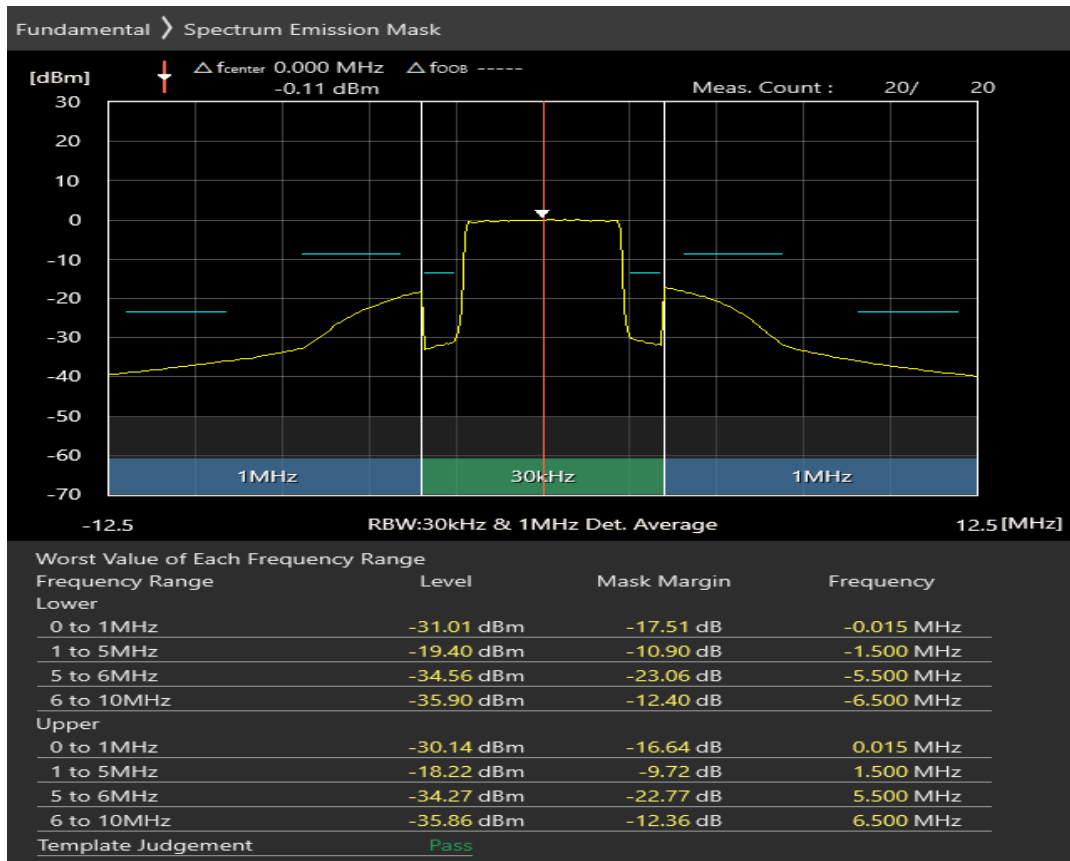 Fundamental ❯ Spectrum Emission Mask
[dBm] △ fcenter 0.000 MHz △ fOOB -----
-0.11 dBm Meas. Count : 20/ 20
30
20
10
0
-10
-20
-30
-40
-50
-60
-70
1MHz 30kHz 1MHz
-12.5 RBW:30kHz & 1MHz Det. Average 12.5 [MHz]
Worst Value of Each Frequency Range
Frequency Range Level Mask Margin Frequency
Lower
0 to 1MHz -31.01 dBm -17.51 dB -0.015 MHz
1 to 5MHz -19.40 dBm -10.90 dB -1.500 MHz
5 to 6MHz -34.56 dBm -23.06 dB -5.500 MHz
6 to 10MHz -35.90 dBm -12.40 dB -6.500 MHz
Upper
0 to 1MHz -30.14 dBm -16.64 dB 0.015 MHz
1 to 5MHz -18.22 dBm -9.72 dB 1.500 MHz
5 to 6MHz -34.27 dBm -22.77 dB 5.500 MHz
6 to 10MHz -35.86 dBm -12.36 dB 6.500 MHz
Template Judgement Pass